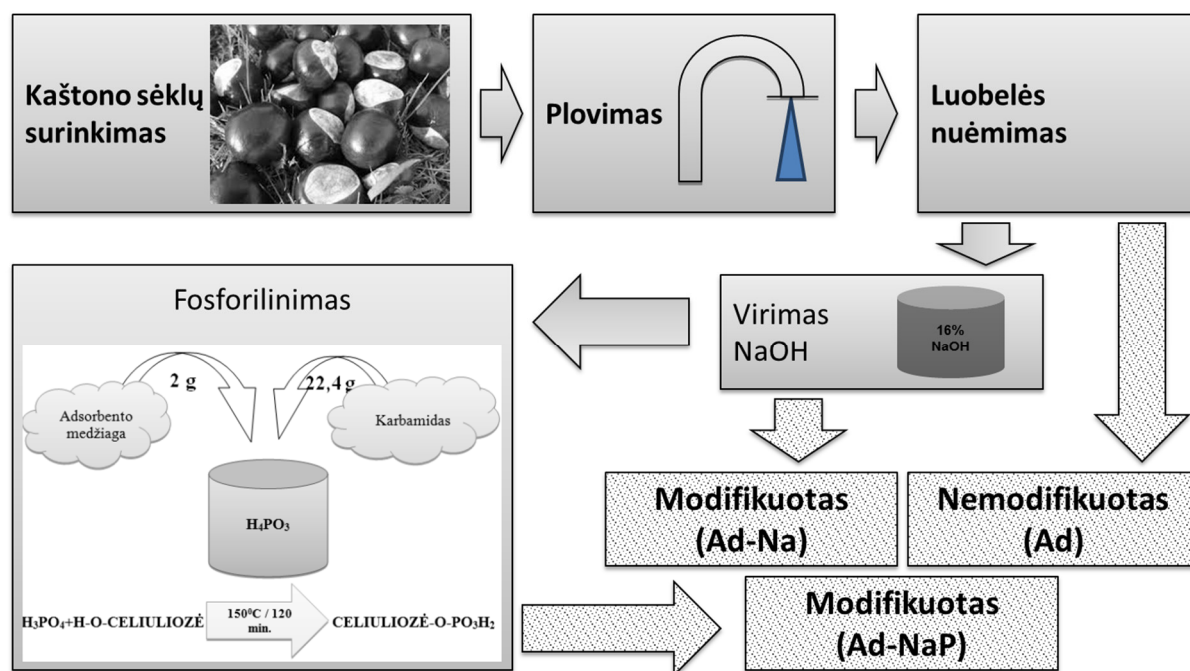 Kaštono sėklų
surinkimas
Plovimas
Luobelės
nuėmimas
Virimas
NaOH
16%
NaOH
Fosforilinimas
2 g
22,4 g
Adsorbento
medžiaga
Karbamidas
H₄PO₃
H₃PO₄+H-O-CELIULIOZĖ
150⁰C / 120
min.
CELIULIOZĖ-O-PO₃H₂
Modifikuotas
(Ad-Na)
Nemodifikuotas
(Ad)
Modifikuotas
(Ad-NaP)